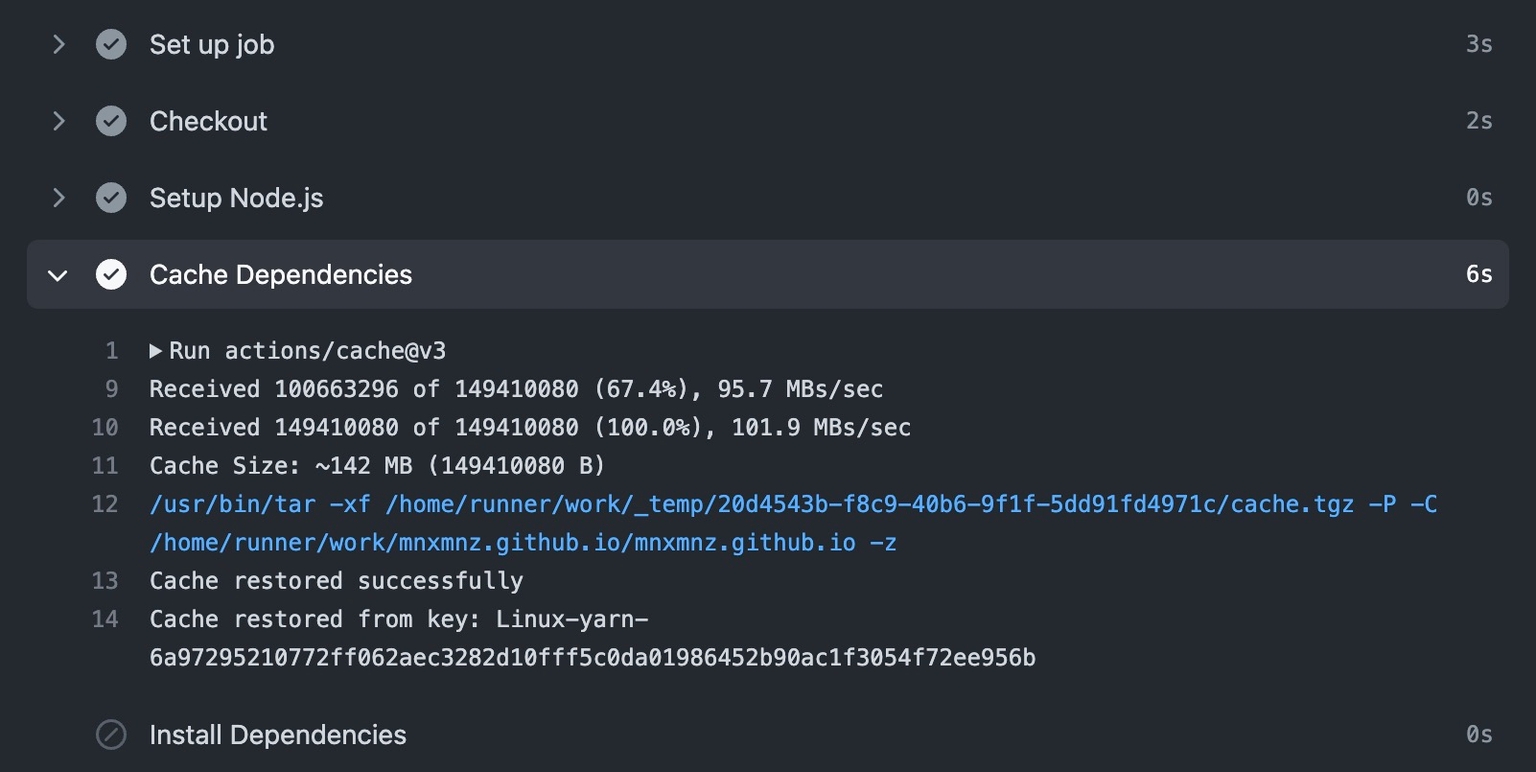 Set up job 3s
Checkout 2s
Setup Node.js 0s
Cache Dependencies 6s
1 Run actions/cache@v3
9 Received 100663296 of 149410080 (67.4%), 95.7 MBs/sec
10 Received 149410080 of 149410080 (100.0%), 101.9 MBs/sec
11 Cache Size: ~142 MB (149410080 B)
12 /usr/bin/tar -xf /home/runner/work/_temp/20d4543b-f8c9-40b6-9f1f-5dd91fd4971c/cache.tgz -P -C
/home/runner/work/mnxmnz.github.io/mnxmnz.github.io -z
13 Cache restored successfully
14 Cache restored from key: Linux-yarn-
6a97295210772ff062aec3282d10fff5c0da01986452b90ac1f3054f72ee956b
Install Dependencies 0s